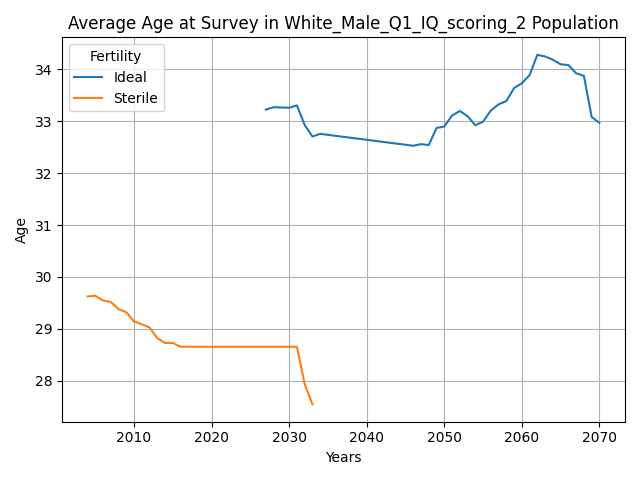 Average Age at Survey in White_Male_Q1_IQ_scoring_2 Population
Fertility
Ideal
Sterile
Age
34
33
32
31
30
29
28
2010 2020 2030 2040 2050 2060 2070
Years